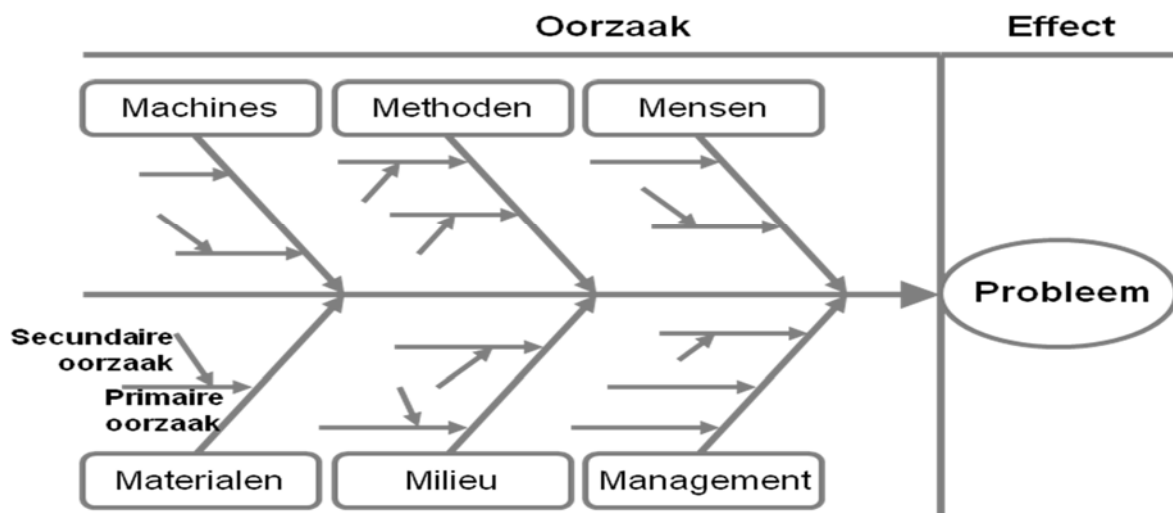 Oorzaak
Effect
Machines
Methoden
Mensen
Probleem
Secundaire
oorzaak
Primaire
oorzaak
Materialen
Milieu
Management